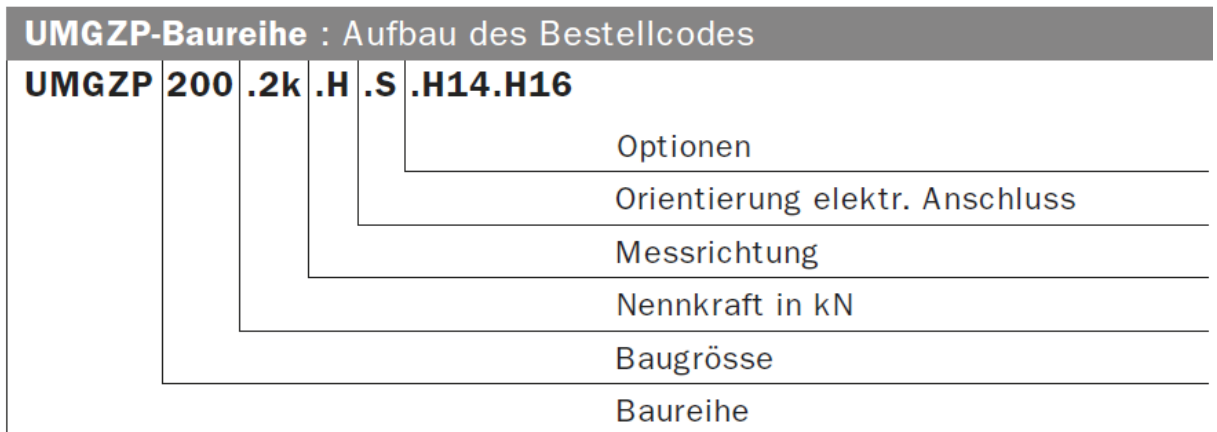 UMGZP-Baureihe : Aufbau des Bestellcodes
UMGZP 200 .2k .H .S .H14.H16
Optionen
Orientierung elektr. Anschluss
Messrichtung
Nennkraft in kN
Baugrösse
Baureihe